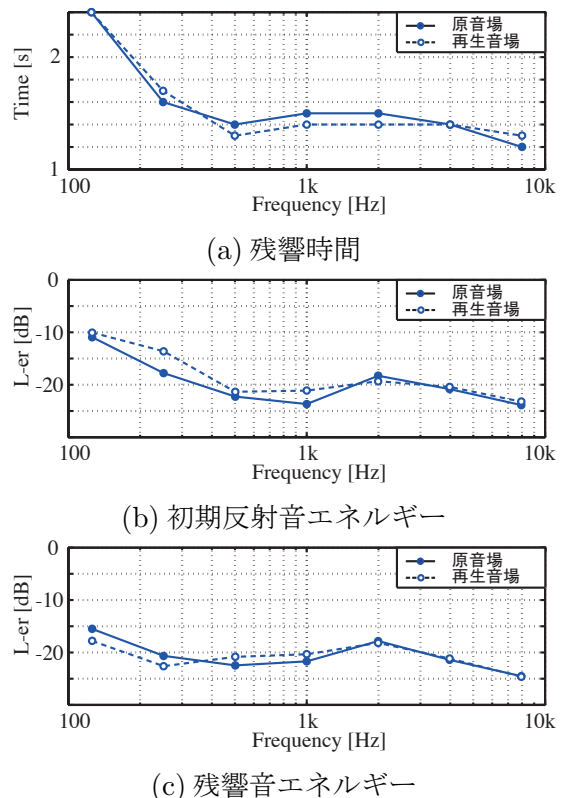 原音場
再生音場
2
1
Time [s]
100
1k
10k
Frequency [Hz]
(a) 残響時間
0
原音場
再生音場
-10
-20
L-er [dB]
100
1k
10k
Frequency [Hz]
(b) 初期反射音エネルギー
0
原音場
再生音場
-10
-20
L-er [dB]
100
1k
10k
Frequency [Hz]
(c) 残響音エネルギー